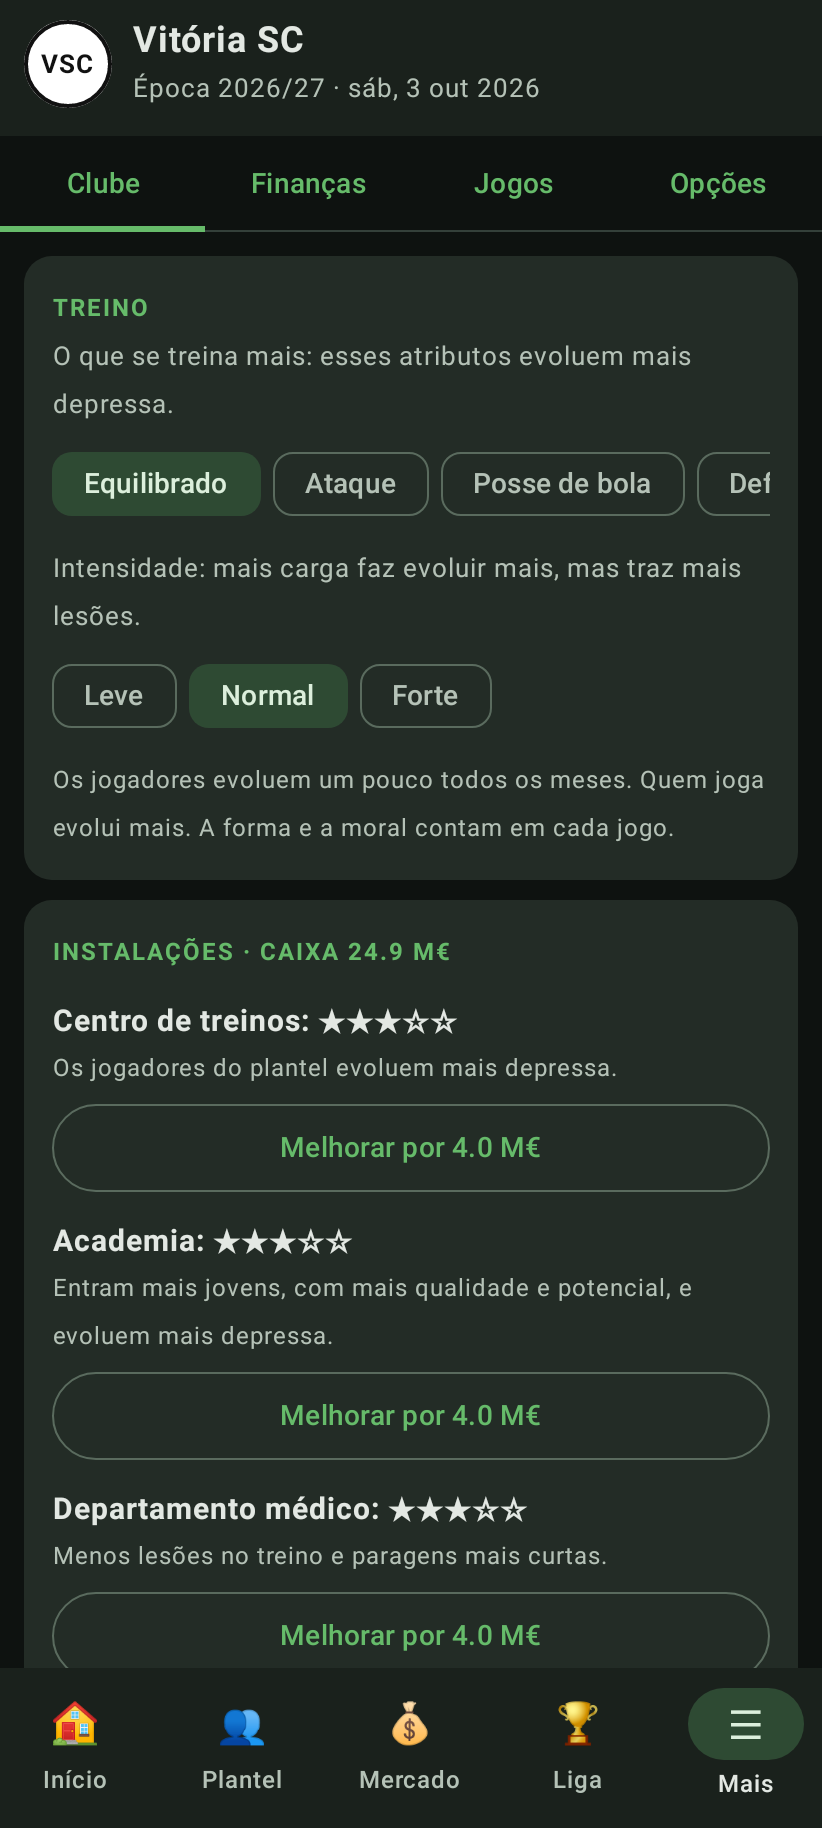 VSC
Vitória SC
Época 2026/27 · sáb, 3 out 2026
Clube
Finanças
Jogos
Opções
TREINO
O que se treina mais: esses atributos evoluem mais
depressa.
Equilibrado
Ataque
Posse de bola
Def
Intensidade: mais carga faz evoluir mais, mas traz mais
lesões.
Leve
Normal
Forte
Os jogadores evoluem um pouco todos os meses. Quem joga
evolui mais. A forma e a moral contam em cada jogo.
INSTALAÇÕES · CAIXA 24.9 M€
Centro de treinos: ★★★☆☆
Os jogadores do plantel evoluem mais depressa.
Melhorar por 4.0 M€
Academia: ★★★☆☆
Entram mais jovens, com mais qualidade e potencial, e
evoluem mais depressa.
Melhorar por 4.0 M€
Departamento médico: ★★★☆☆
Menos lesões no treino e paragens mais curtas.
Melhorar por 4.0 M€
Início
Plantel
Mercado
Liga
Mais